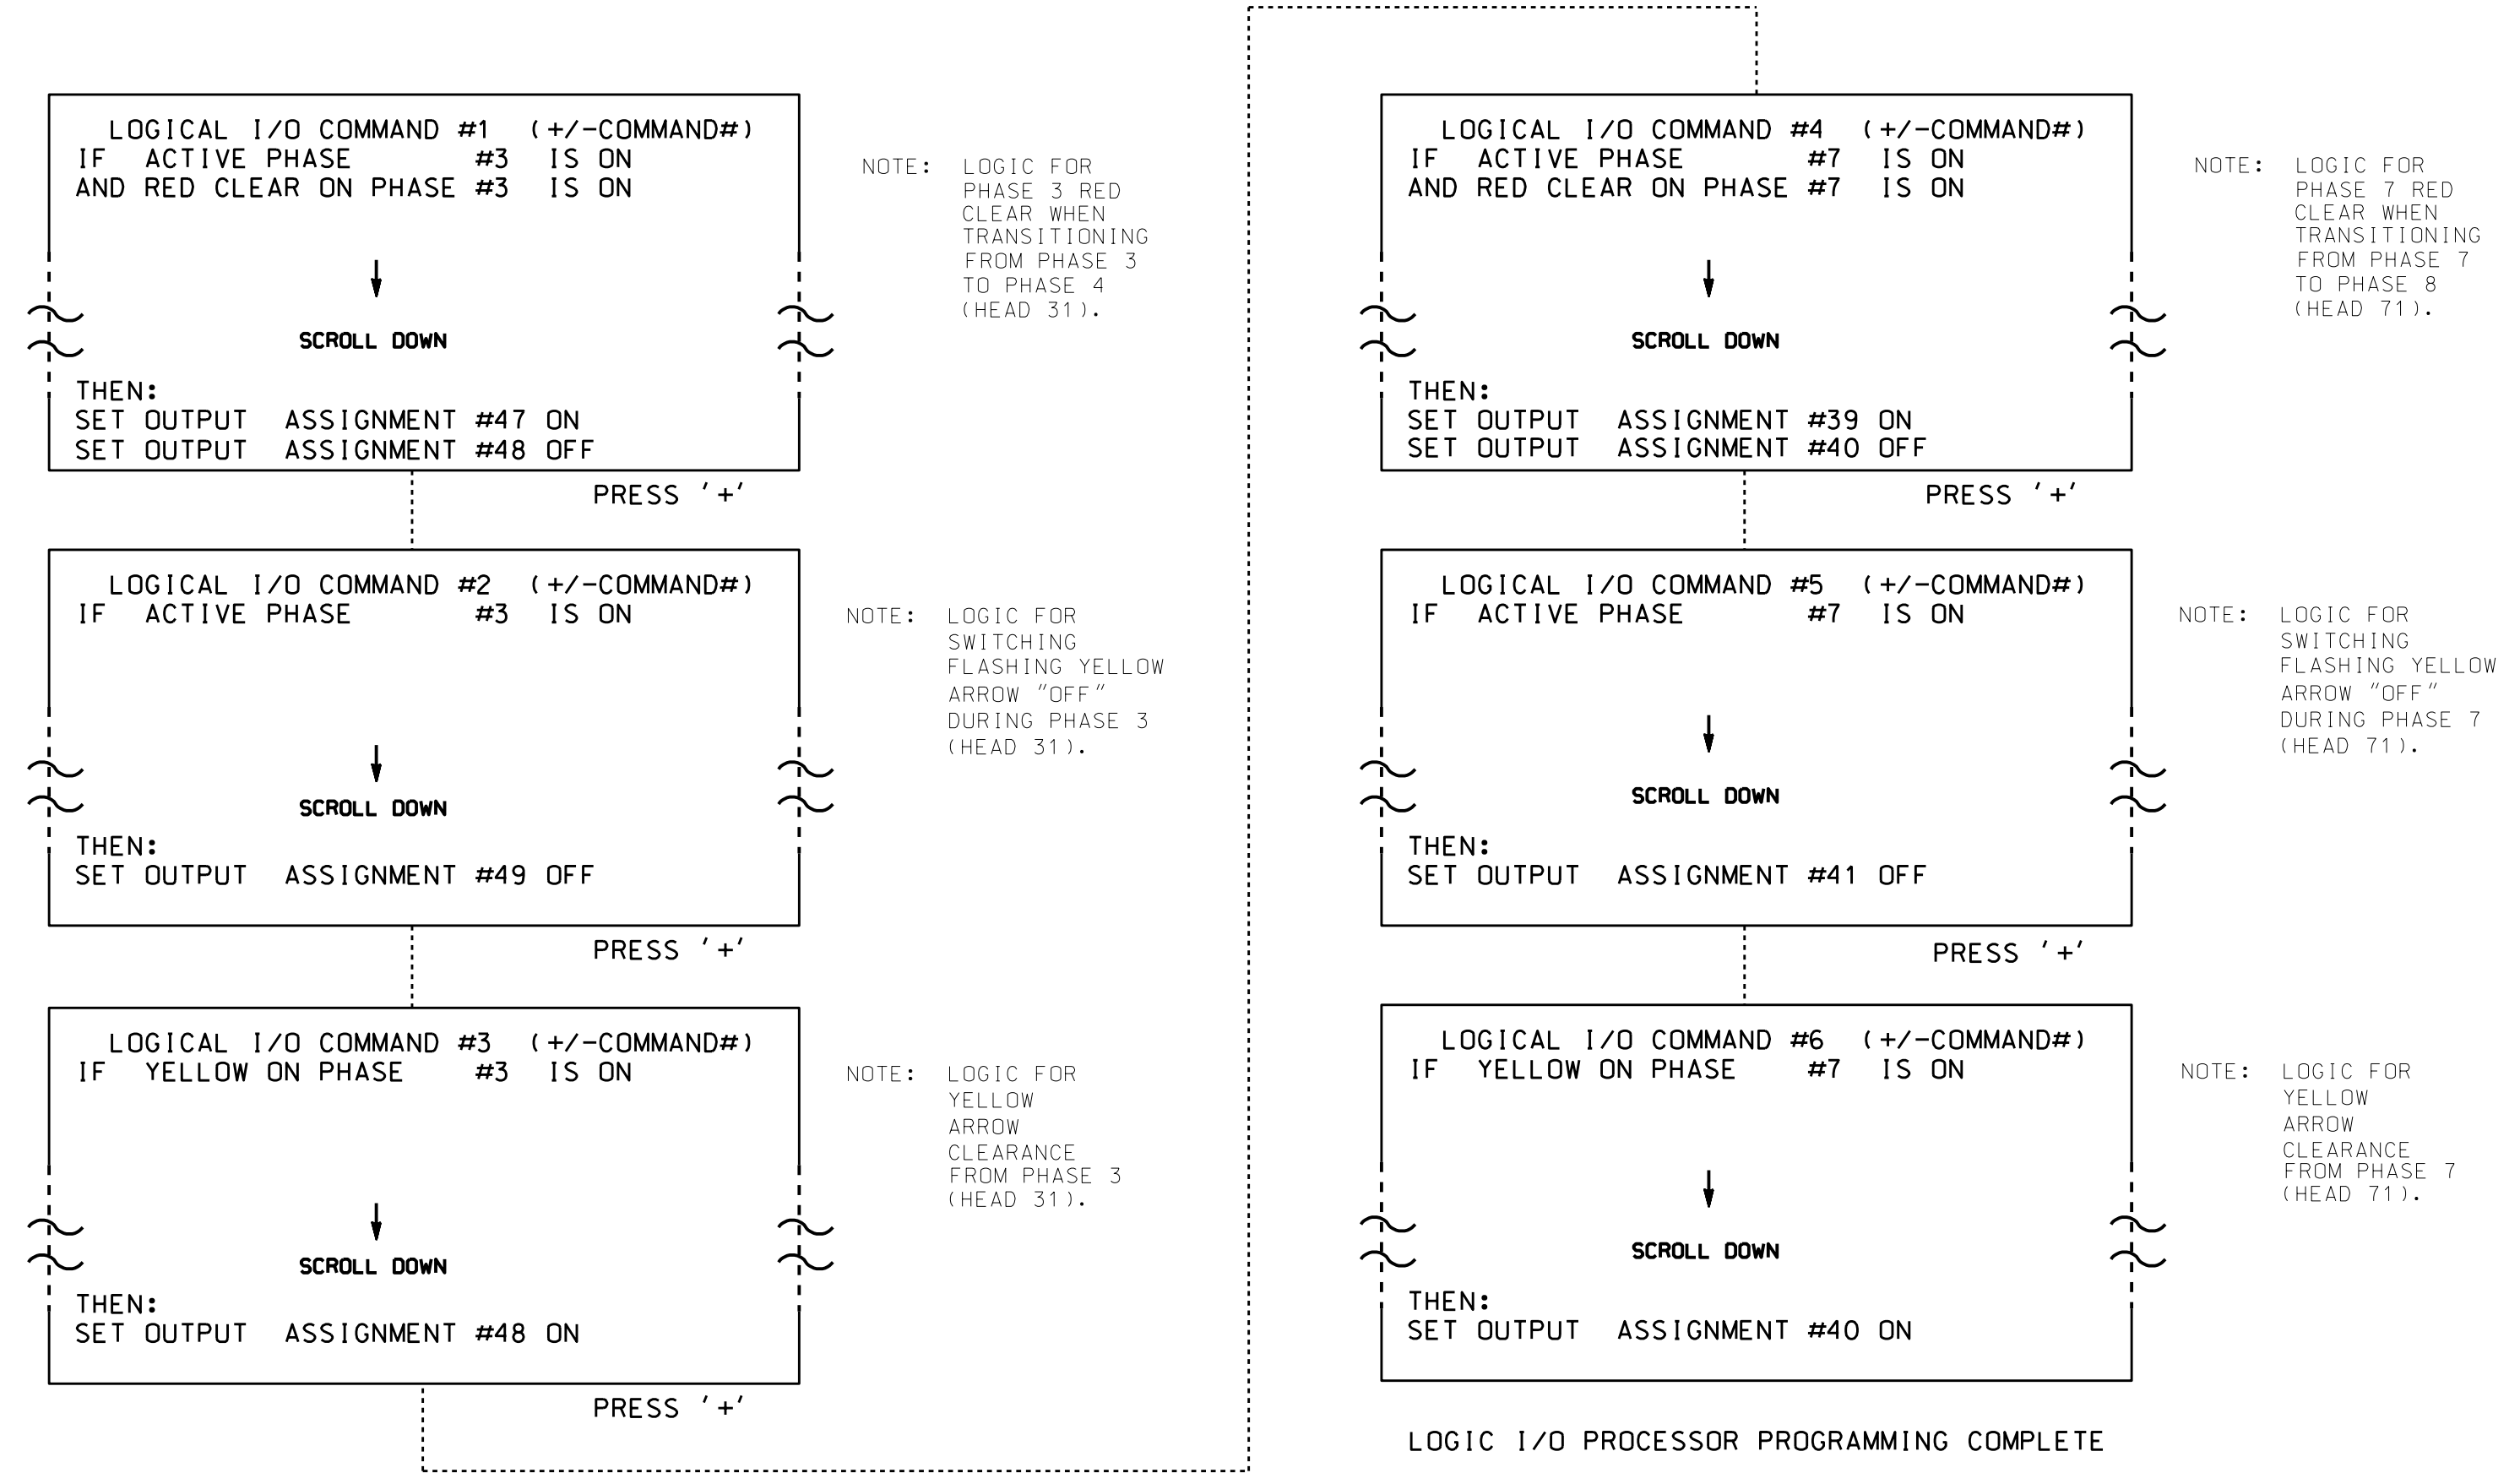 LOGICAL I/O COMMAND #1 (+/-COMMAND#)
IF ACTIVE PHASE #3 IS ON
AND RED CLEAR ON PHASE #3 IS ON
SCROLL DOWN
THEN:
SET OUTPUT ASSIGNMENT #47 ON
SET OUTPUT ASSIGNMENT #48 OFF
PRESS '+'
NOTE: LOGIC FOR
PHASE 3 RED
CLEAR WHEN
TRANSITIONING
FROM PHASE 3
TO PHASE 4
(HEAD 31).
LOGICAL I/O COMMAND #2 (+/-COMMAND#)
IF ACTIVE PHASE #3 IS ON
SCROLL DOWN
THEN:
SET OUTPUT ASSIGNMENT #49 OFF
PRESS '+'
NOTE: LOGIC FOR
SWITCHING
FLASHING YELLOW
ARROW "OFF"
DURING PHASE 3
(HEAD 31).
LOGICAL I/O COMMAND #3 (+/-COMMAND#)
IF YELLOW ON PHASE #3 IS ON
SCROLL DOWN
THEN:
SET OUTPUT ASSIGNMENT #48 ON
PRESS '+'
NOTE: LOGIC FOR
YELLOW
ARROW
CLEARANCE
FROM PHASE 3
(HEAD 31).
LOGICAL I/O COMMAND #4 (+/-COMMAND#)
IF ACTIVE PHASE #7 IS ON
AND RED CLEAR ON PHASE #7 IS ON
SCROLL DOWN
THEN:
SET OUTPUT ASSIGNMENT #39 ON
SET OUTPUT ASSIGNMENT #40 OFF
PRESS '+'
NOTE: LOGIC FOR
PHASE 7 RED
CLEAR WHEN
TRANSITIONING
FROM PHASE 7
TO PHASE 8
(HEAD 71).
LOGICAL I/O COMMAND #5 (+/-COMMAND#)
IF ACTIVE PHASE #7 IS ON
SCROLL DOWN
THEN:
SET OUTPUT ASSIGNMENT #41 OFF
PRESS '+'
NOTE: LOGIC FOR
SWITCHING
FLASHING YELLOW
ARROW "OFF"
DURING PHASE 7
(HEAD 71).
LOGICAL I/O COMMAND #6 (+/-COMMAND#)
IF YELLOW ON PHASE #7 IS ON
SCROLL DOWN
THEN:
SET OUTPUT ASSIGNMENT #40 ON
NOTE: LOGIC FOR
YELLOW
ARROW
CLEARANCE
FROM PHASE 7
(HEAD 71).
LOGIC I/O PROCESSOR PROGRAMMING COMPLETE